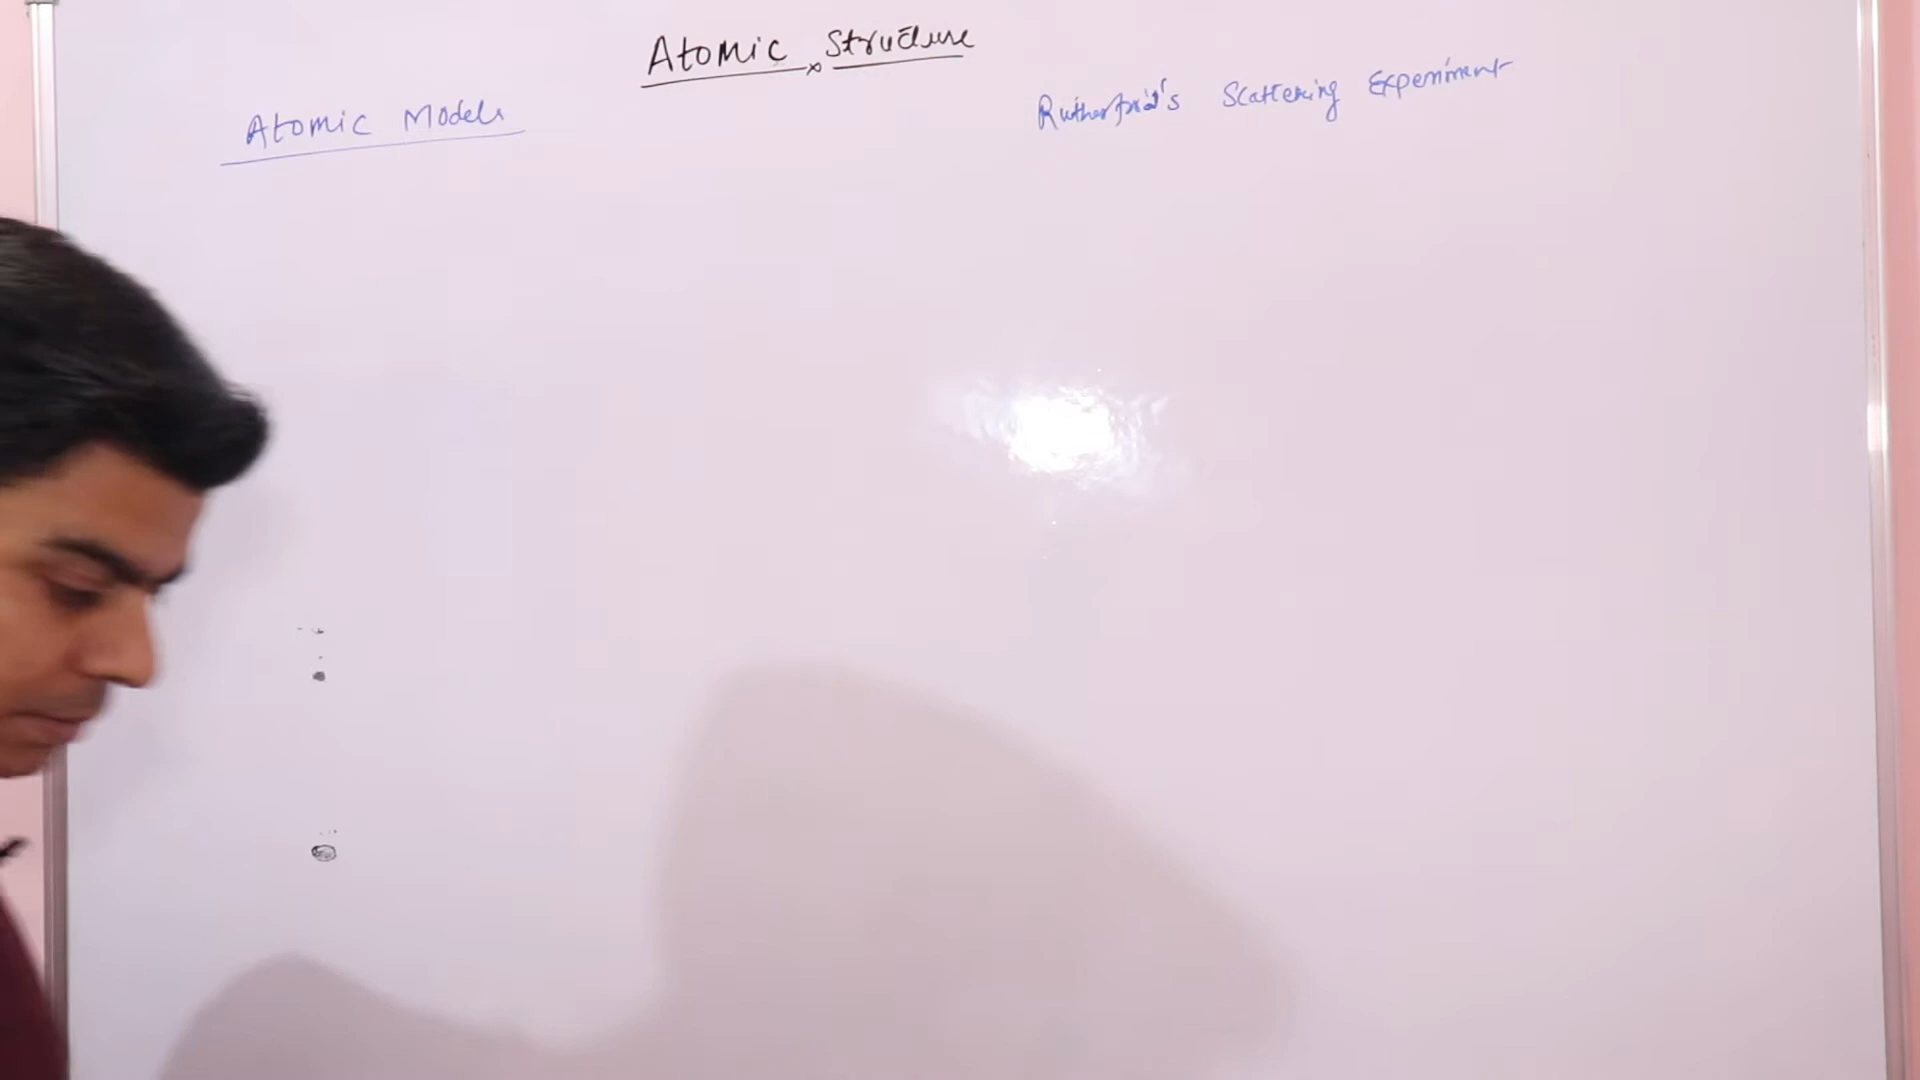 Atomic Structure
Atomic Models
Rutherford's Scattering Experiment